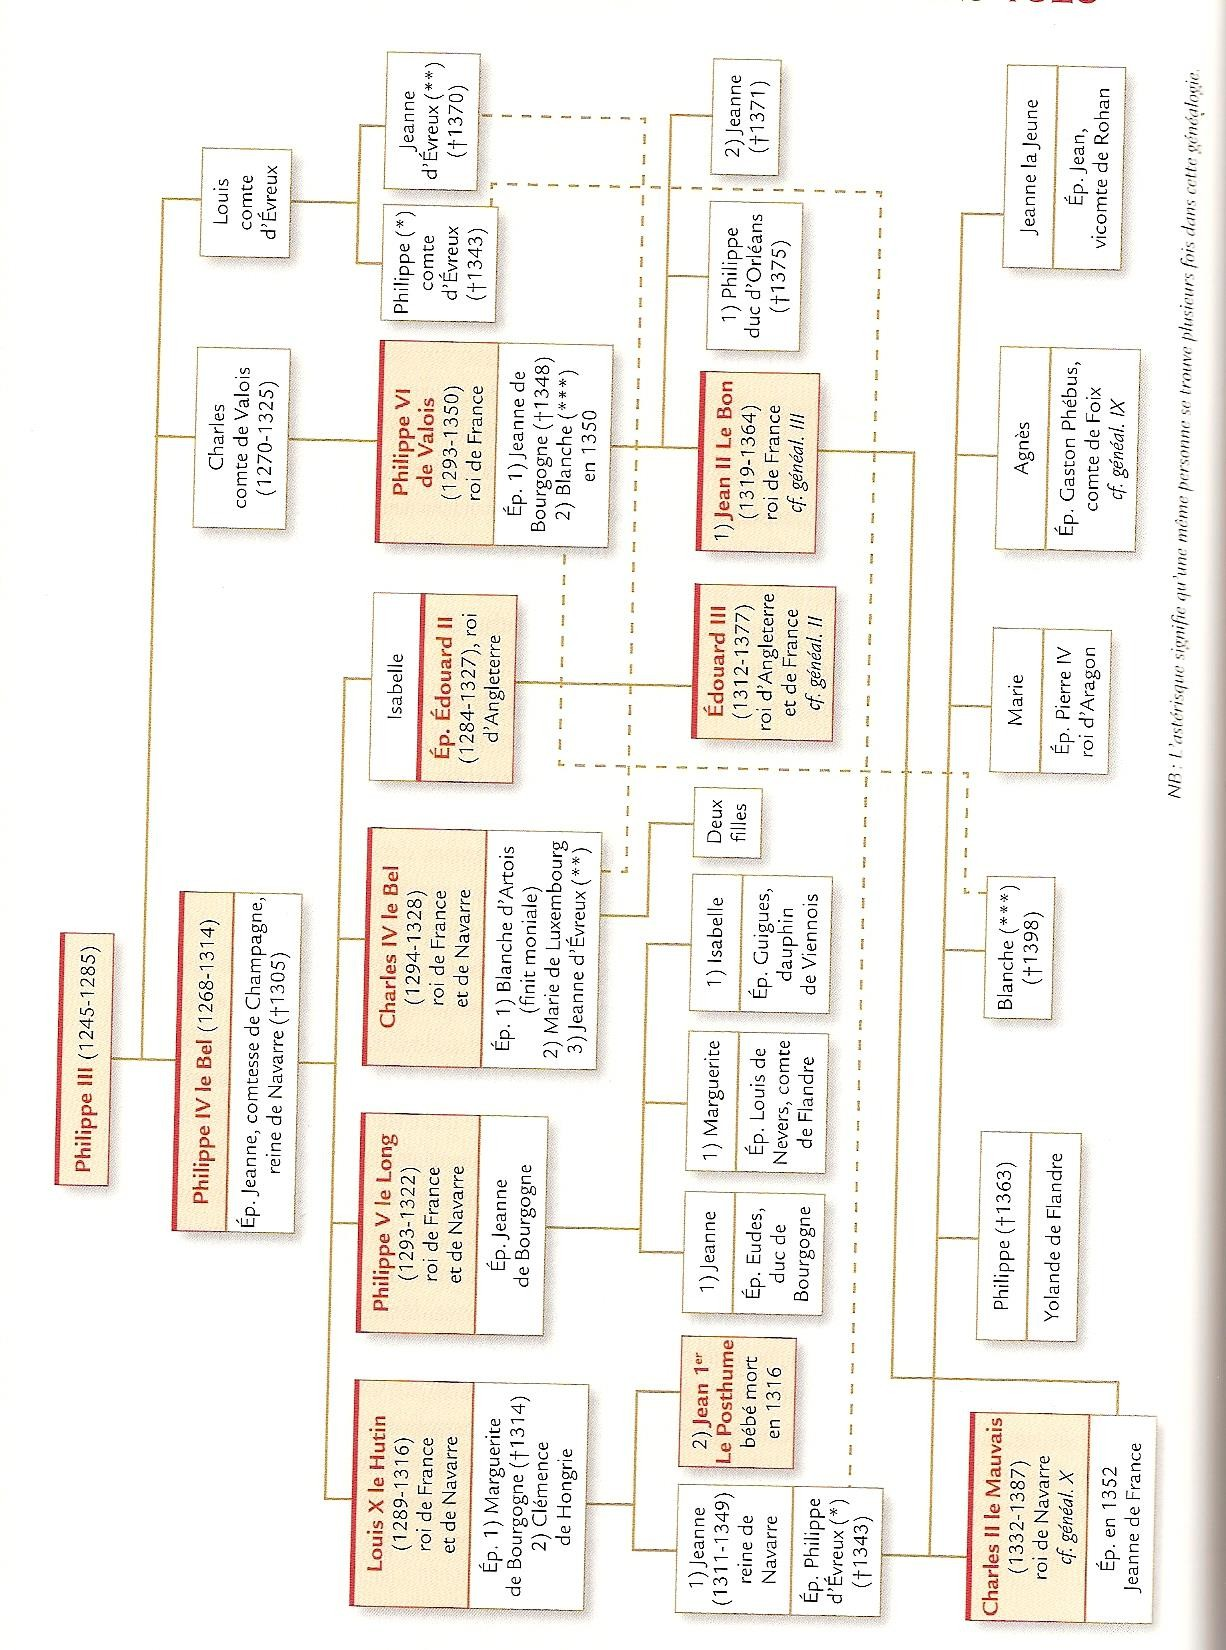 Philippe III (1245-1285)
Philippe IV le Bel (1268-1314)
Ép. Jeanne, comtesse de Champagne,
reine de Navarre (†1305)
Charles
comte de Valois
(1270-1325)
Louis
comte
d'Évreux
Louis X le Hutin
(1289-1316)
roi de France
et de Navarre
Ép. 1) Marguerite
de Bourgogne (†1314)
2) Clémence
de Hongrie
Philippe V le Long
(1293-1322)
roi de France
et de Navarre
Ép. Jeanne
de Bourgogne
Charles IV le Bel
(1294-1328)
roi de France
et de Navarre
Ép. 1) Blanche d'Artois
(finit moniale)
2) Marie de Luxembourg
3) Jeanne d'Évreux (**)
Isabelle
Ép. Édouard II
(1284-1327), roi
d'Angleterre
Philippe VI
de Valois
(1293-1350)
roi de France
Ép. 1) Jeanne de
Bourgogne (†1348)
2) Blanche (***)
en 1350
Philippe (*)
comte
d'Évreux
(†1343)
Jeanne
d'Évreux (**)
(†1370)
1) Jeanne
(1311-1349)
reine de
Navarre
Ép. Philippe
d'Évreux (*)
(†1343)
2) Jean 1er
Le Posthume
bébé mort
en 1316
1) Jeanne
Ép. Eudes,
duc de
Bourgogne
1) Marguerite
Ép. Louis de
Nevers, comte
de Flandre
1) Isabelle
Ép. Guigues,
dauphin
de Viennois
Deux
filles
Édouard III
(1312-1377)
roi d'Angleterre
et de France
cf. généal. II
1) Jean II Le Bon
(1319-1364)
roi de France
cf. généal. III
1) Philippe
duc d'Orléans
(†1375)
2) Jeanne
(†1371)
Charles II le Mauvais
(1332-1387)
roi de Navarre
cf. généal. X
Ép. en 1352
Jeanne de France
Philippe (†1363)
Yolande de Flandre
Blanche (***)
(†1398)
Marie
Ép. Pierre IV
roi d'Aragon
Agnès
Ép. Gaston Phébus,
comte de Foix
cf. généal. IX
Jeanne la Jeune
Ép. Jean,
vicomte de Rohan
NB : L'astérisque signifie qu'une même personne se trouve plusieurs fois dans cette généalogie.